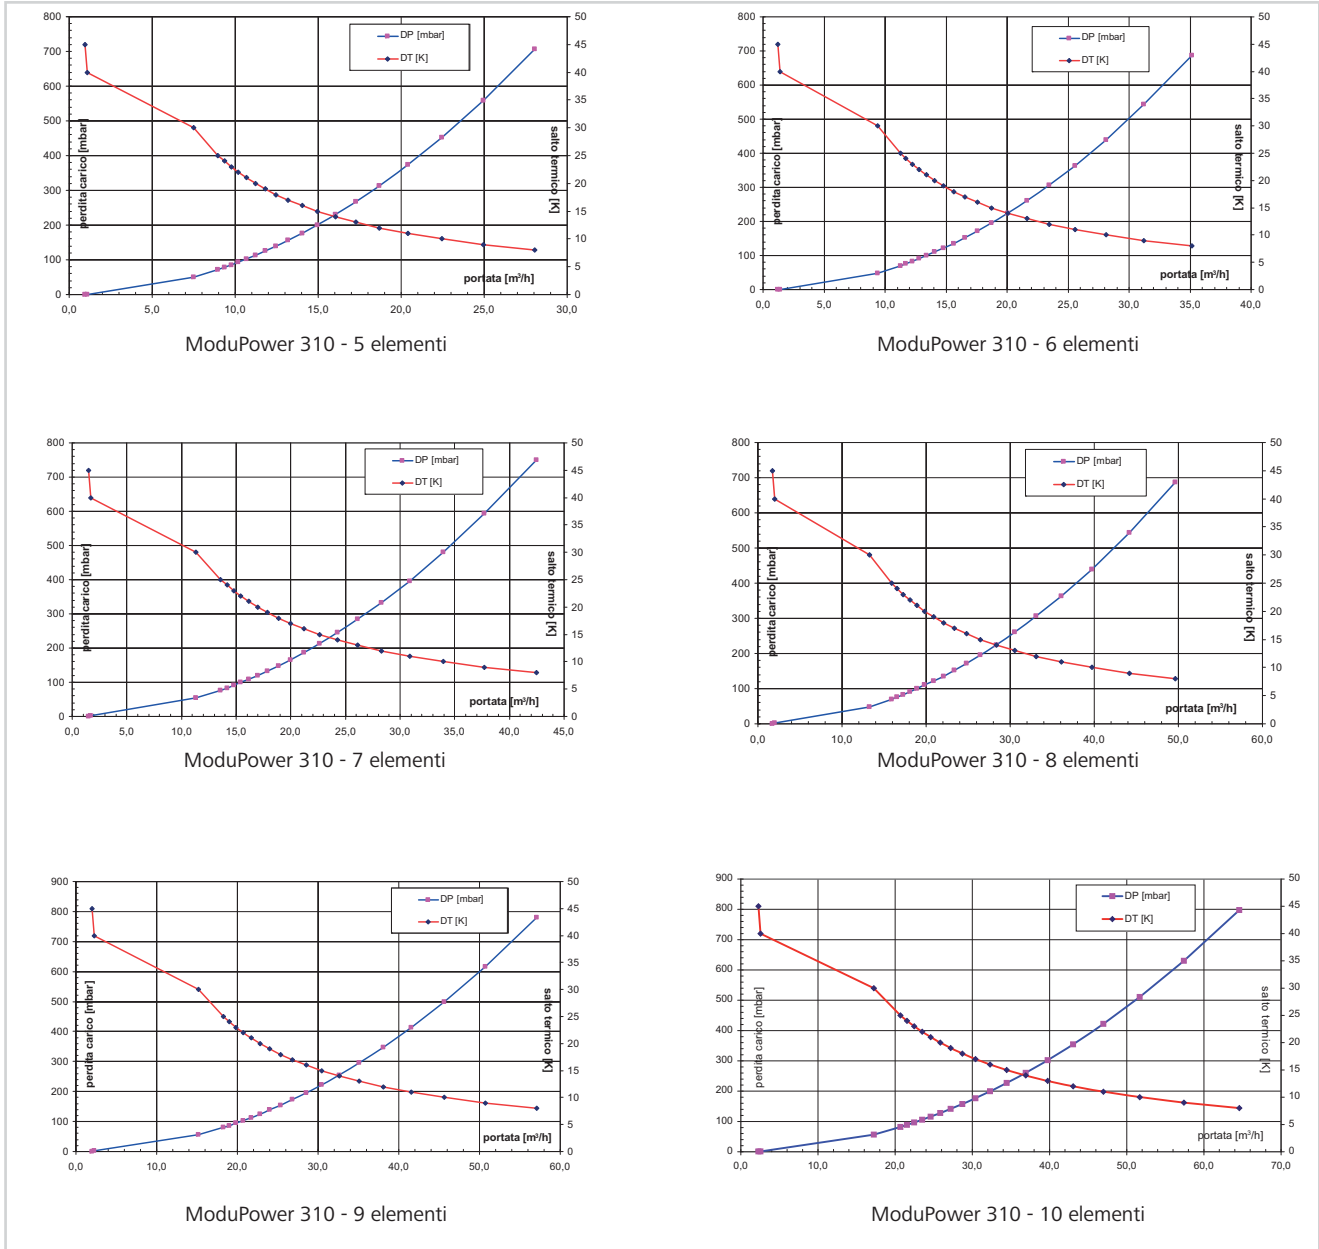 800
700
600
500
400
300
200
100
0
50
45
40
35
30
25
20
15
10
5
0
DP [mbar]
DT [K]
perdita carico [mbar]
salto termico [K]
portata [m³/h]
0,0 5,0 10,0 15,0 20,0 25,0 30,0
ModuPower 310 - 5 elementi
800
700
600
500
400
300
200
100
0
50
45
40
35
30
25
20
15
10
5
0
DP [mbar]
DT [K]
perdita carico [mbar]
salto termico [K]
portata [m³/h]
0,0 5,0 10,0 15,0 20,0 25,0 30,0 35,0 40,0
ModuPower 310 - 6 elementi
800
700
600
500
400
300
200
100
0
50
45
40
35
30
25
20
15
10
5
0
DP [mbar]
DT [K]
perdita carico [mbar]
salto termico [K]
portata [m³/h]
0,0 5,0 10,0 15,0 20,0 25,0 30,0 35,0 40,0 45,0
ModuPower 310 - 7 elementi
800
700
600
500
400
300
200
100
0
50
45
40
35
30
25
20
15
10
5
0
DP [mbar]
DT [K]
perdita carico [mbar]
salto termico [K]
portata [m³/h]
0,0 10,0 20,0 30,0 40,0 50,0 60,0
ModuPower 310 - 8 elementi
900
800
700
600
500
400
300
200
100
0
50
45
40
35
30
25
20
15
10
5
0
DP [mbar]
DT [K]
perdita carico [mbar]
salto termico [K]
portata [m³/h]
0,0 10,0 20,0 30,0 40,0 50,0 60,0
ModuPower 310 - 9 elementi
900
800
700
600
500
400
300
200
100
0
50
45
40
35
30
25
20
15
10
5
0
DP [mbar]
DT [K]
perdita carico [mbar]
salto termico [K]
portata [m³/h]
0,0 10,0 20,0 30,0 40,0 50,0 60,0 70,0
ModuPower 310 - 10 elementi